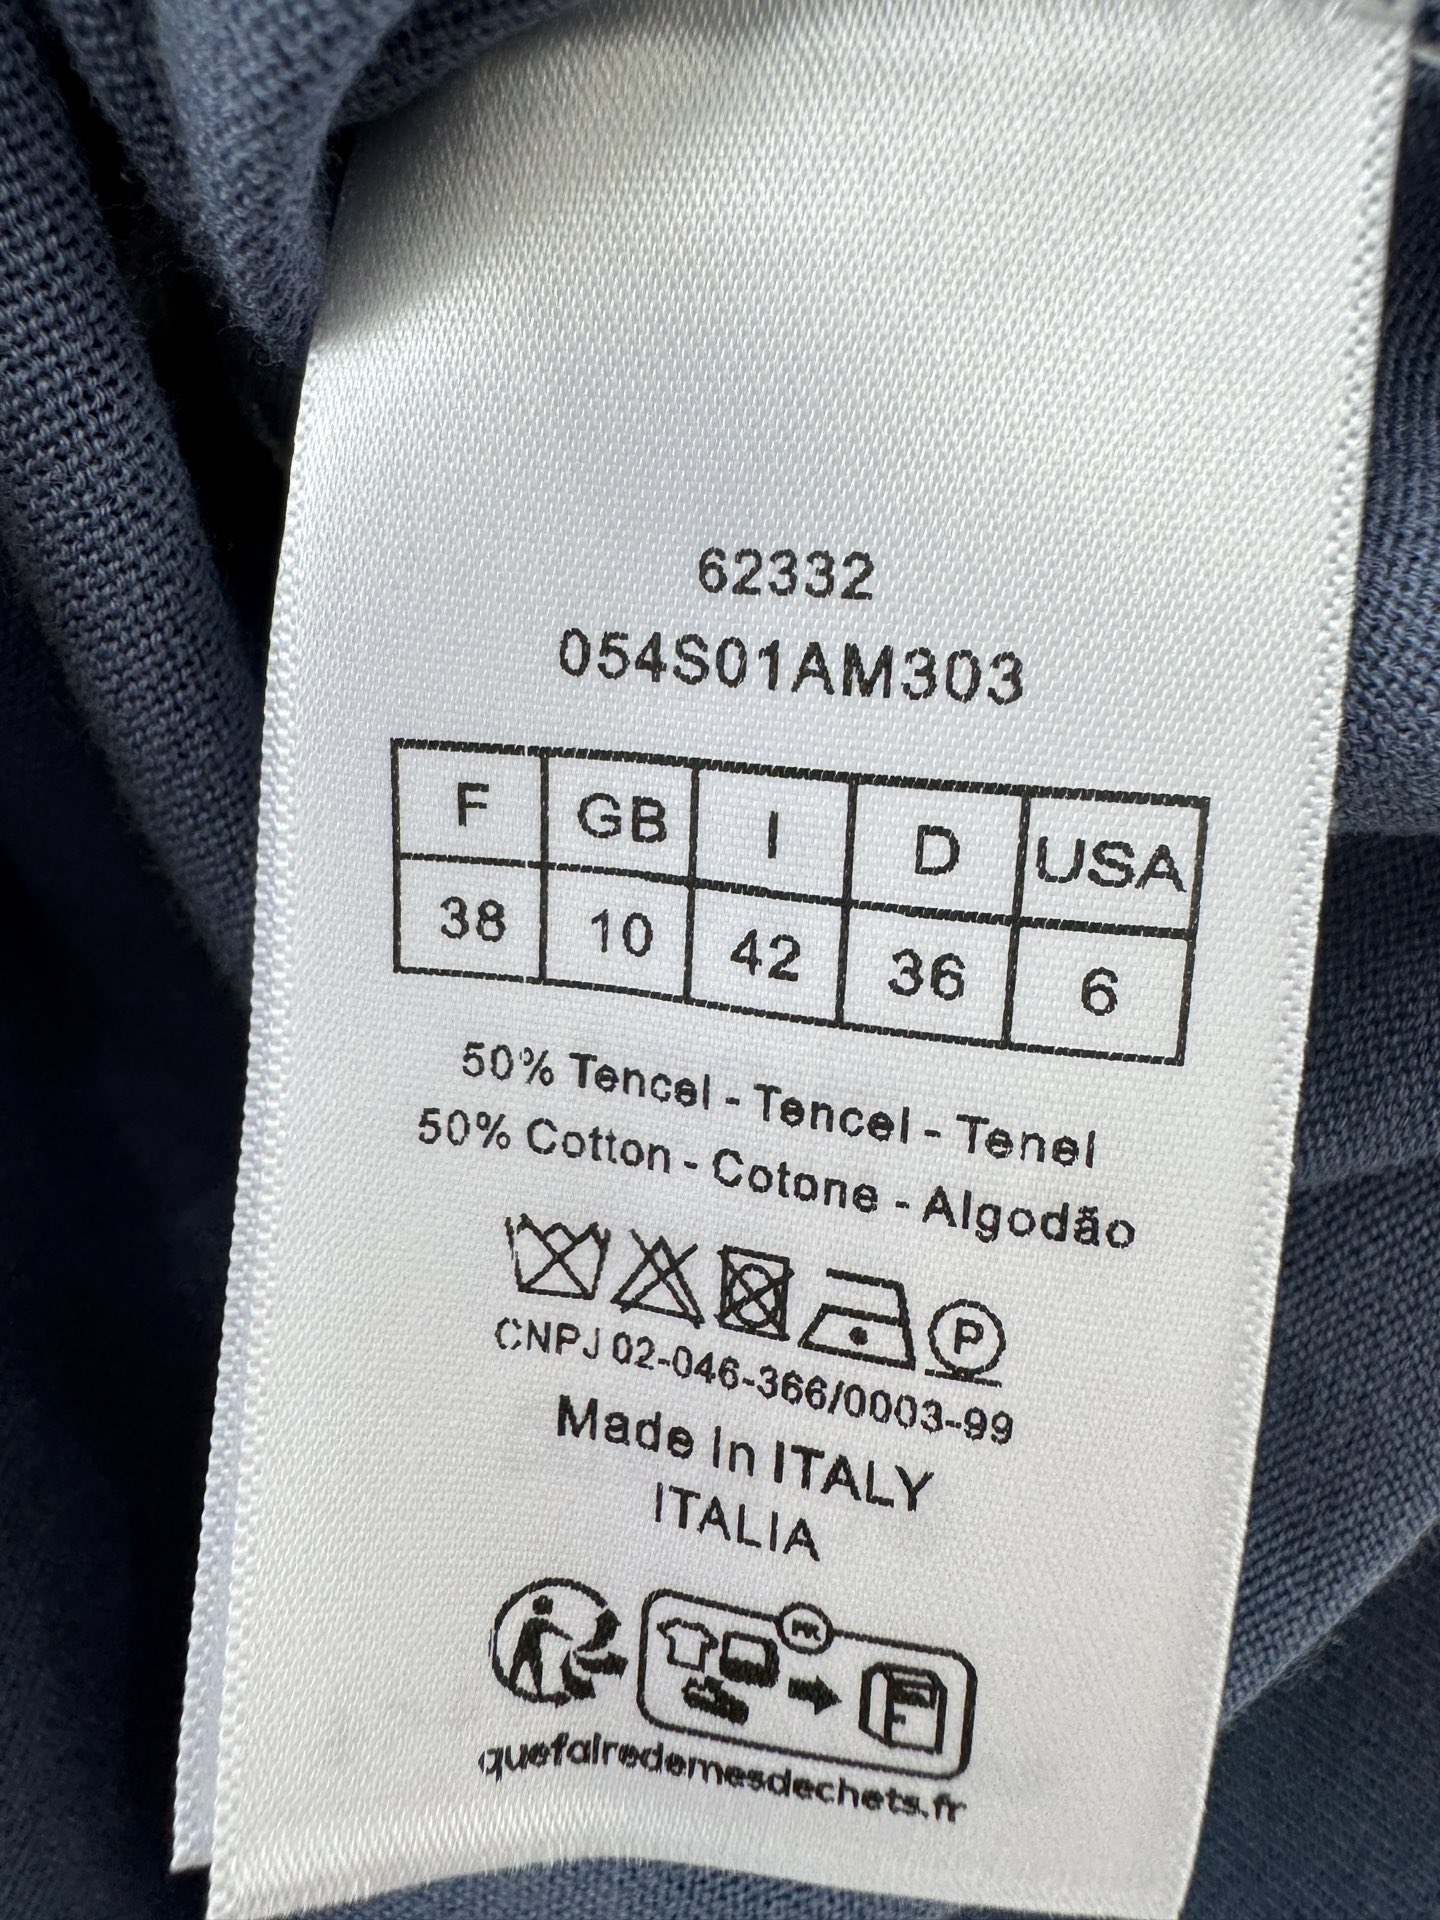 62332
054S01AM303
F GB I D USA
38 10 42 36 6
50% Tencel - Tencel - Tenel
50% Cotton - Cotone - Algodão
P
CNPJ 02-046-366/0003-99
Made in ITALY
ITALIA
FR
quefairedemesdechets.fr